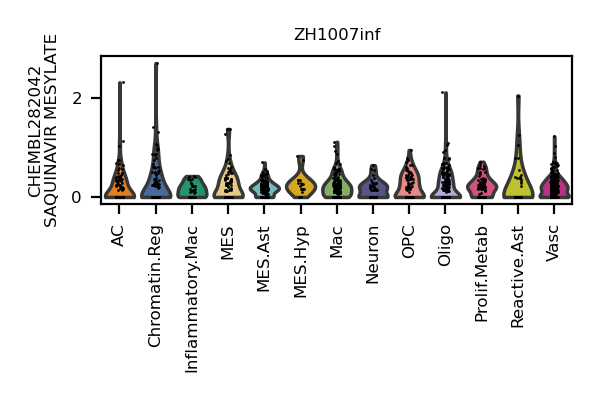 ZH1007inf
CHEMBL282042
SAQUINAVIR MESYLATE
2
0
AC
Chromatin.Reg
Inflammatory.Mac
MES
MES.Ast
MES.Hyp
Mac
Neuron
OPC
Oligo
Prolif.Metab
Reactive.Ast
Vasc